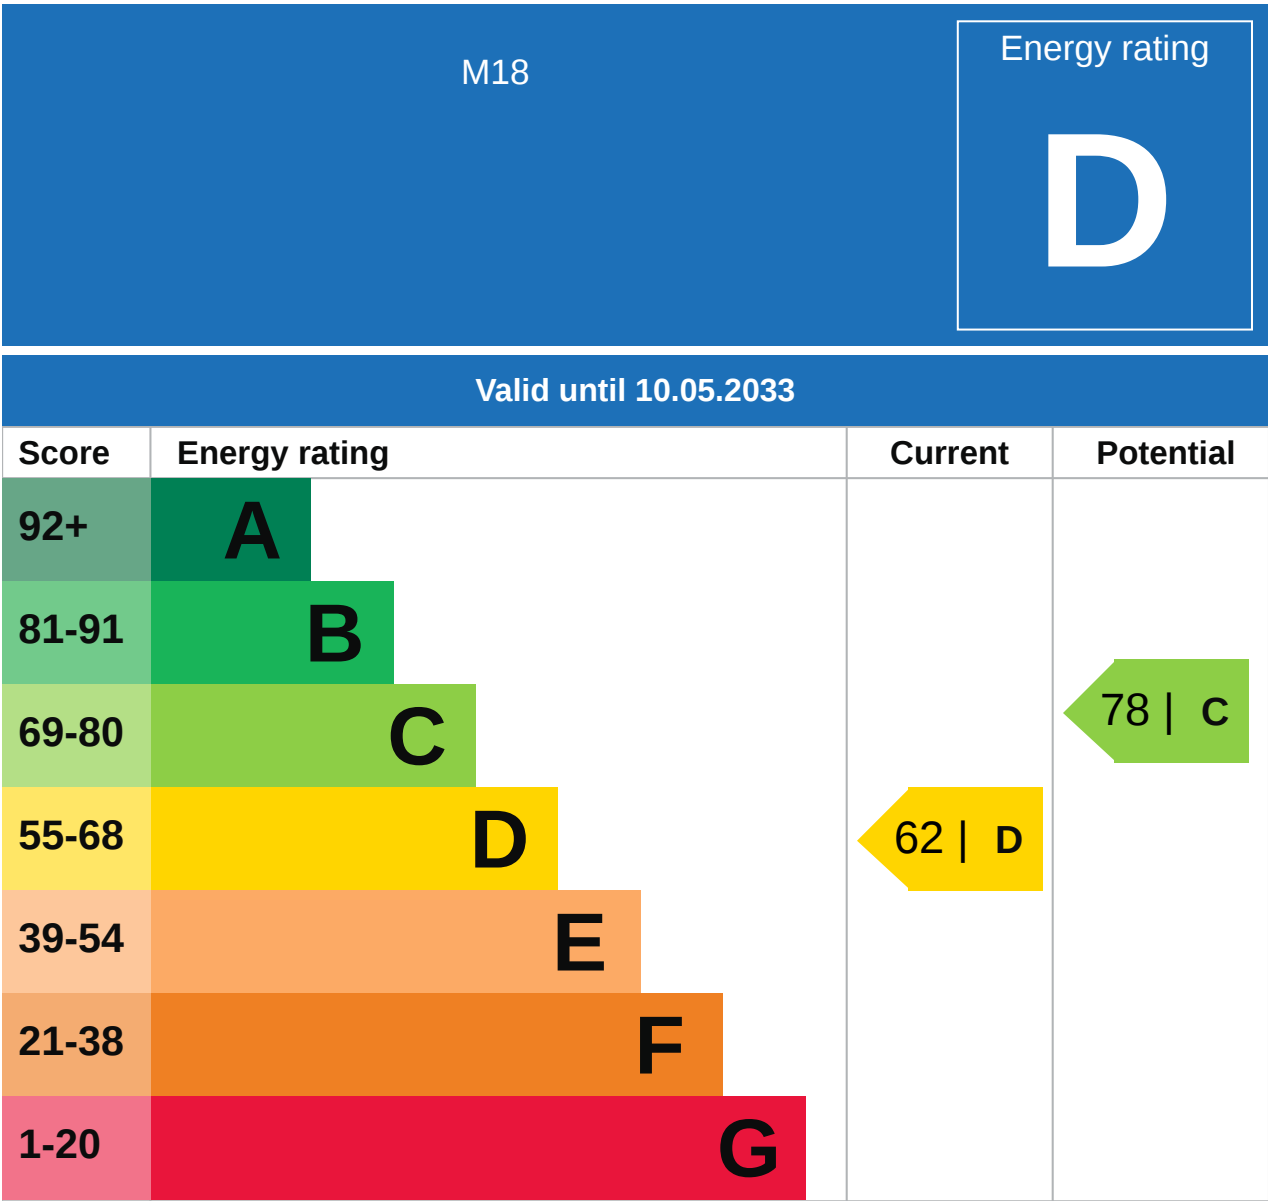 M18
Energy rating
D
Valid until 10.05.2033
Score Energy rating Current Potential
92+ A
81-91 B
69-80 C
78 | C
55-68 D
62 | D
39-54 E
21-38 F
1-20 G